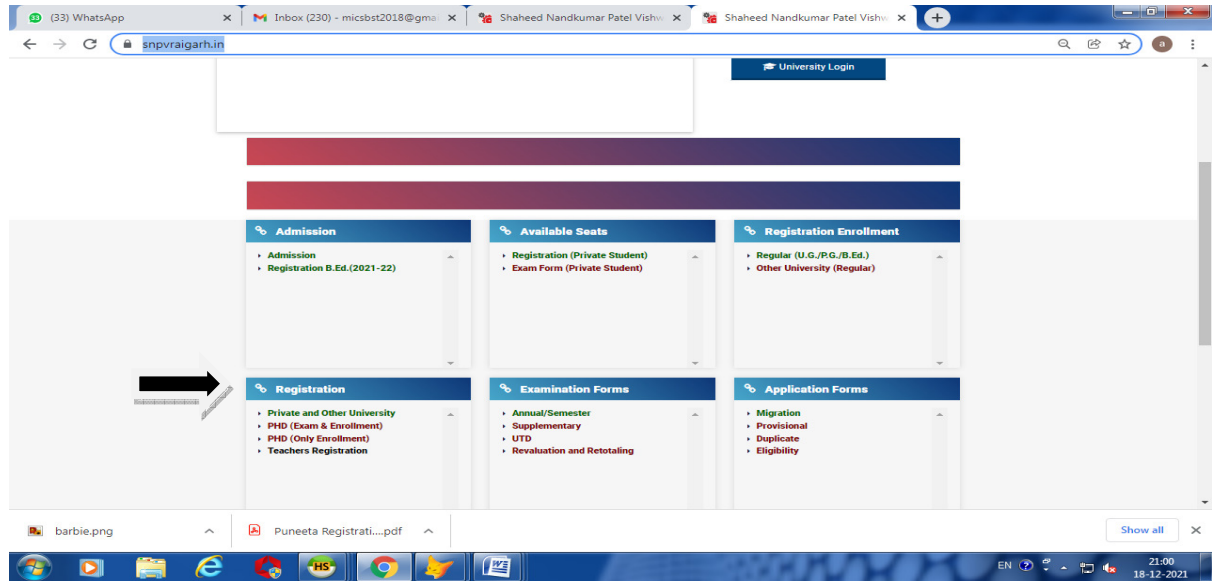 33
(33) WhatsApp
Inbox (230) - micsbst2018@gmai
Shaheed Nandkumar Patel Vishw
Shaheed Nandkumar Patel Vishw
snpvraigarh.in
a
University Login
Admission
Admission
Registration B.Ed.(2021-22)
Available Seats
Registration (Private Student)
Exam Form (Private Student)
Registration Enrollment
Regular (U.G./P.G./B.Ed.)
Other University (Regular)
Registration
Private and Other University
PHD (Exam & Enrollment)
PHD (Only Enrollment)
Teachers Registration
Examination Forms
Annual/Semester
Supplementary
UTD
Revaluation and Retotaling
Application Forms
Migration
Provisional
Duplicate
Eligibility
barbie.png
Puneeta Registrati....pdf
Show all
HS
EN
21:00
18-12-2021